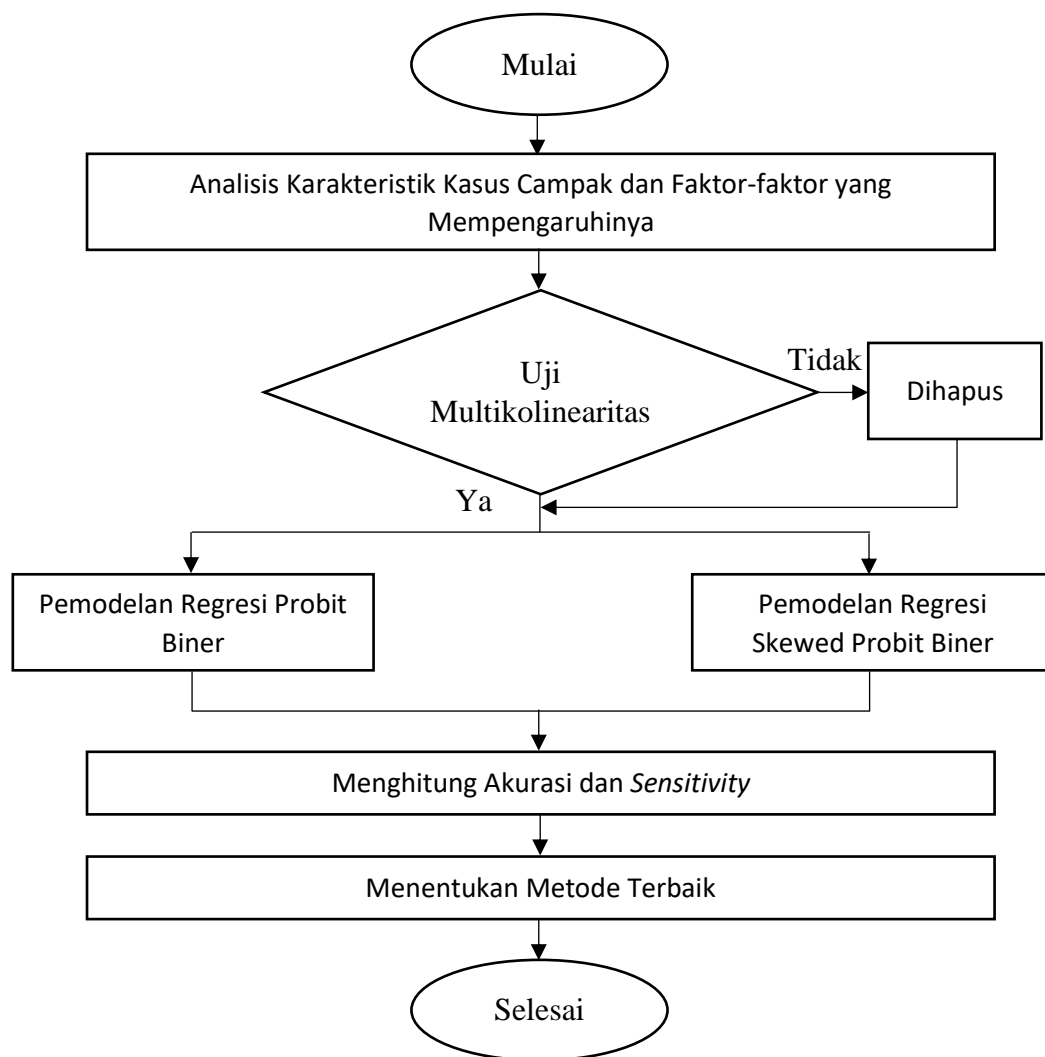 Mulai
Analisis Karakteristik Kasus Campak dan Faktor-faktor yang
Mempengaruhinya
Uji
Multikolinearitas
Tidak
Dihapus
Ya
Pemodelan Regresi Probit
Biner
Pemodelan Regresi
Skewed Probit Biner
Menghitung Akurasi dan Sensitivity
Menentukan Metode Terbaik
Selesai